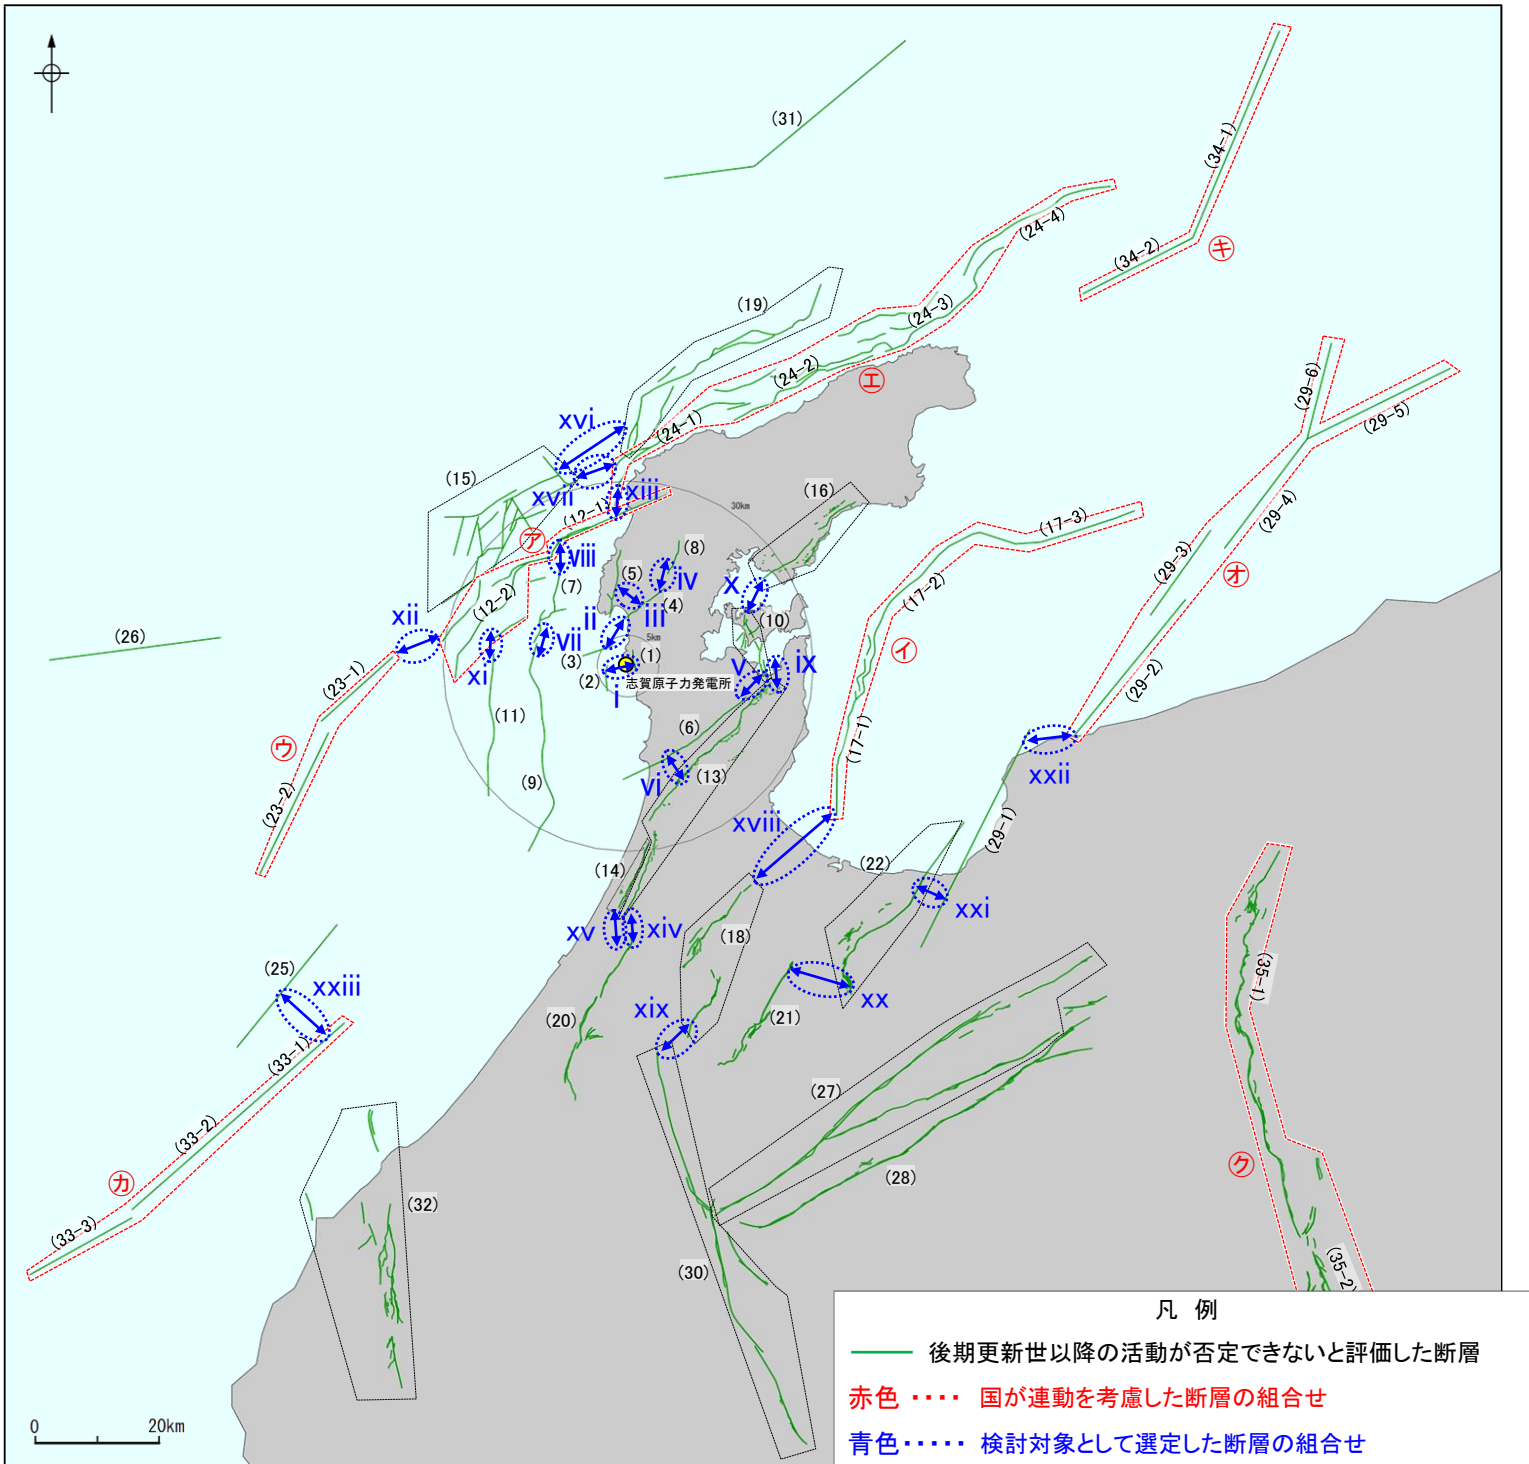 (31)
(34-1)
(24-4)
(34-2)
㋖
(19)
(24-3)
(24-2)
㋓
(29-6)
(29-5)
xvi
(24-1)
(15)
xvii
xiii
(16)
30km
(12-1)
(29-4)
(17-3)
㋐
viii
(8)
(29-3)
(7)
(5)
iv
x
㋔
(12-2)
(4)
(17-2)
xii
ii
iii
(10)
(26)
vii
5km
㋑
(3)
(1)
ix
xi
(2)
志賀原子力発電所
v
(29-2)
(23-1)
i
(11)
(6)
(17-1)
㋒
xxii
(9)
vi
(13)
(23-2)
xviii
(29-1)
(14)
(22)
xxi
xv
xiv
(18)
(25)
xxiii
xx
(35-1)
xix
(20)
(21)
(33-1)
(27)
(33-2)
㋗
㋕
(28)
(32)
(33-3)
(30)
(35-2)
凡 例
後期更新世以降の活動が否定できないと評価した断層
赤色 ････ 国が連動を考慮した断層の組合せ
青色 ･････ 検討対象として選定した断層の組合せ
0 20km